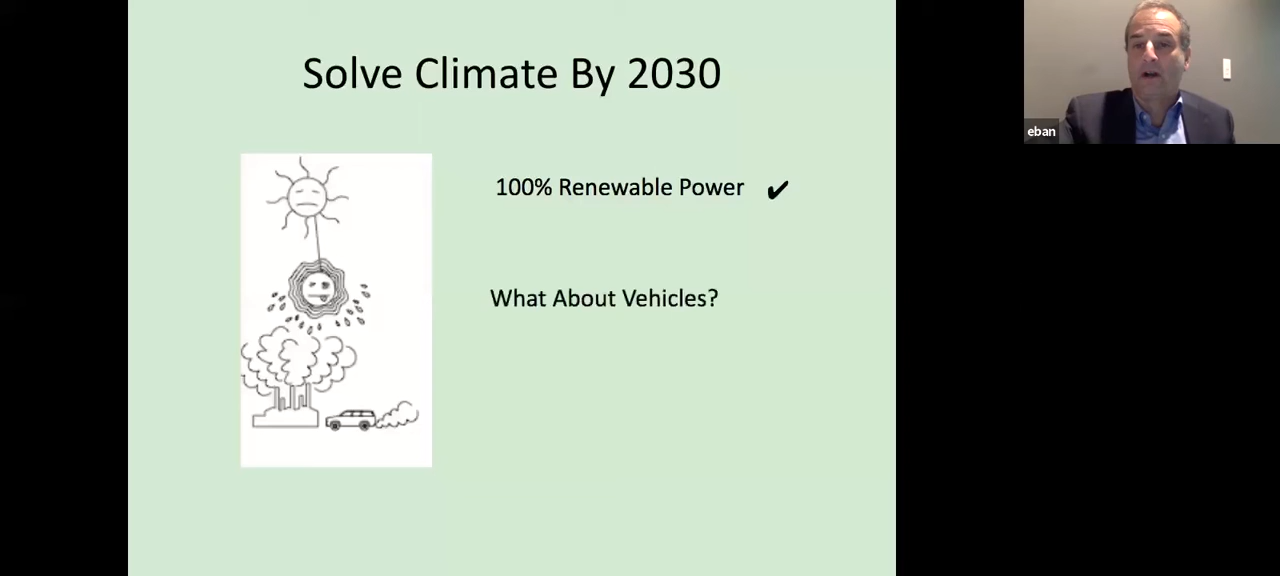 Solve Climate By 2030
100% Renewable Power ✔
What About Vehicles?
eban